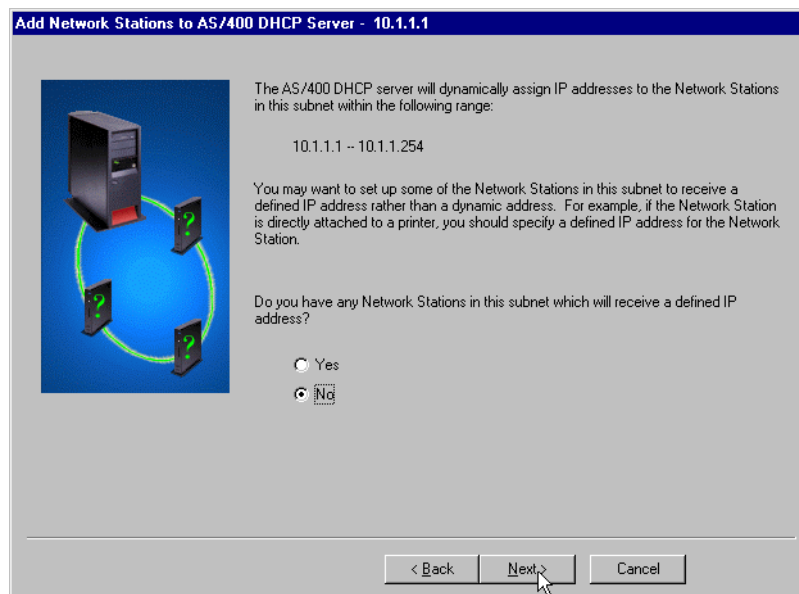 Add Network Stations to AS/400 DHCP Server - 10.1.1.1
The AS/400 DHCP server will dynamically assign IP addresses to the Network Stations
in this subnet within the following range:
10.1.1.1 -- 10.1.1.254
You may want to set up some of the Network Stations in this subnet to receive a
defined IP address rather than a dynamic address. For example, if the Network Station
is directly attached to a printer, you should specify a defined IP address for the Network
Station.
Do you have any Network Stations in this subnet which will receive a defined IP
address?
Yes
No
< Back
Next >
Cancel
? 
?
?